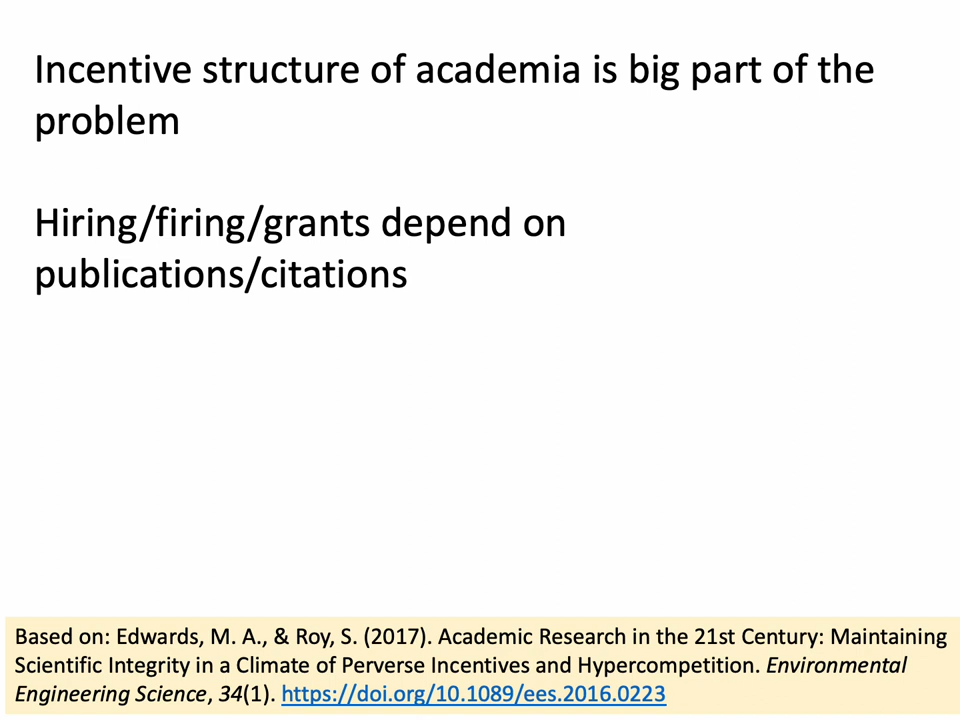 Incentive structure of academia is big part of the
problem
Hiring/firing/grants depend on
publications/citations
Based on: Edwards, M. A., & Roy, S. (2017). Academic Research in the 21st Century: Maintaining
Scientific Integrity in a Climate of Perverse Incentives and Hypercompetition. Environmental
Engineering Science, 34(1). https://doi.org/10.1089/ees.2016.0223